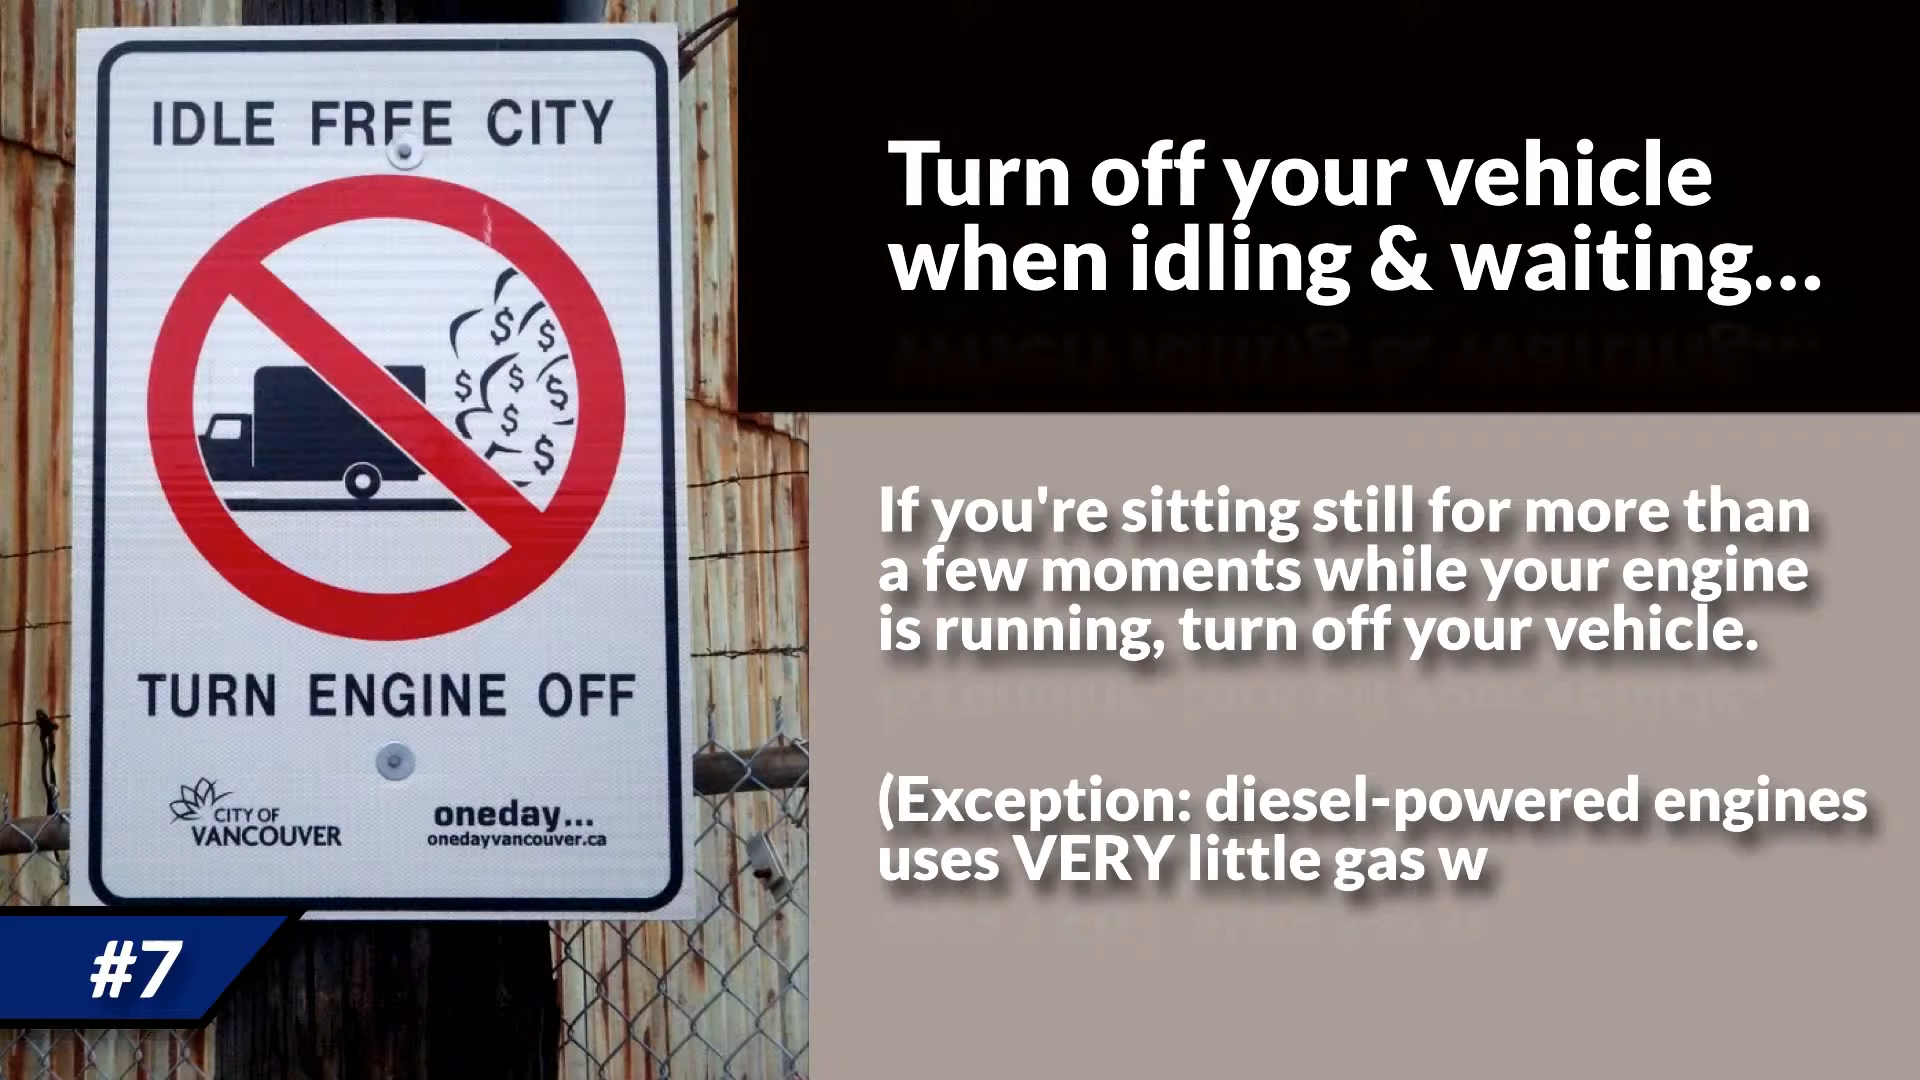 IDLE FREE CITY
$ $
$ $ $
$
$
TURN ENGINE OFF
CITY OF
VANCOUVER
oneday...
onedayvancouver.ca
#7
Turn off your vehicle
when idling & waiting...
If you're sitting still for more than
a few moments while your engine
is running, turn off your vehicle.
(Exception: diesel-powered engines
uses VERY little gas w